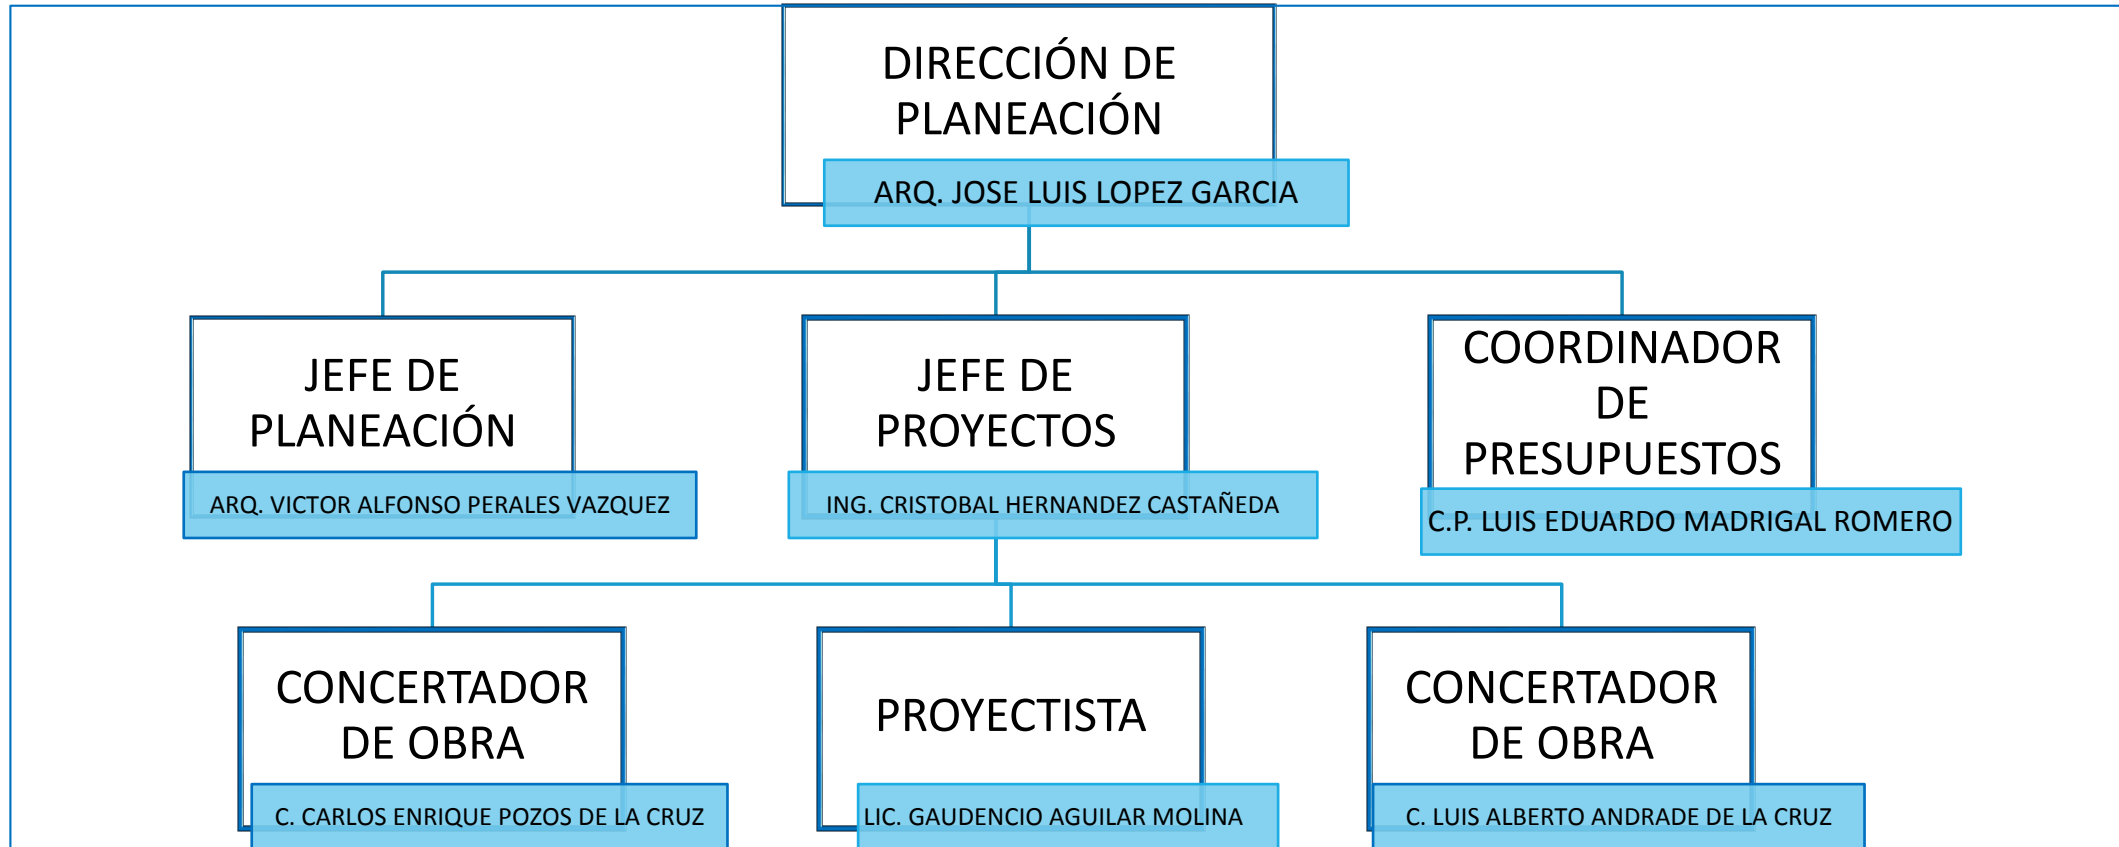 DIRECCIÓN DE
PLANEACIÓN
ARQ. JOSE LUIS LOPEZ GARCIA
JEFE DE
PLANEACIÓN
ARQ. VICTOR ALFONSO PERALES VAZQUEZ
JEFE DE
PROYECTOS
ING. CRISTOBAL HERNANDEZ CASTAÑEDA
COORDINADOR
DE
PRESUPUESTOS
C.P. LUIS EDUARDO MADRIGAL ROMERO
CONCERTADOR
DE OBRA
C. CARLOS ENRIQUE POZOS DE LA CRUZ
PROYECTISTA
LIC. GAUDENCIO AGUILAR MOLINA
CONCERTADOR
DE OBRA
C. LUIS ALBERTO ANDRADE DE LA CRUZ